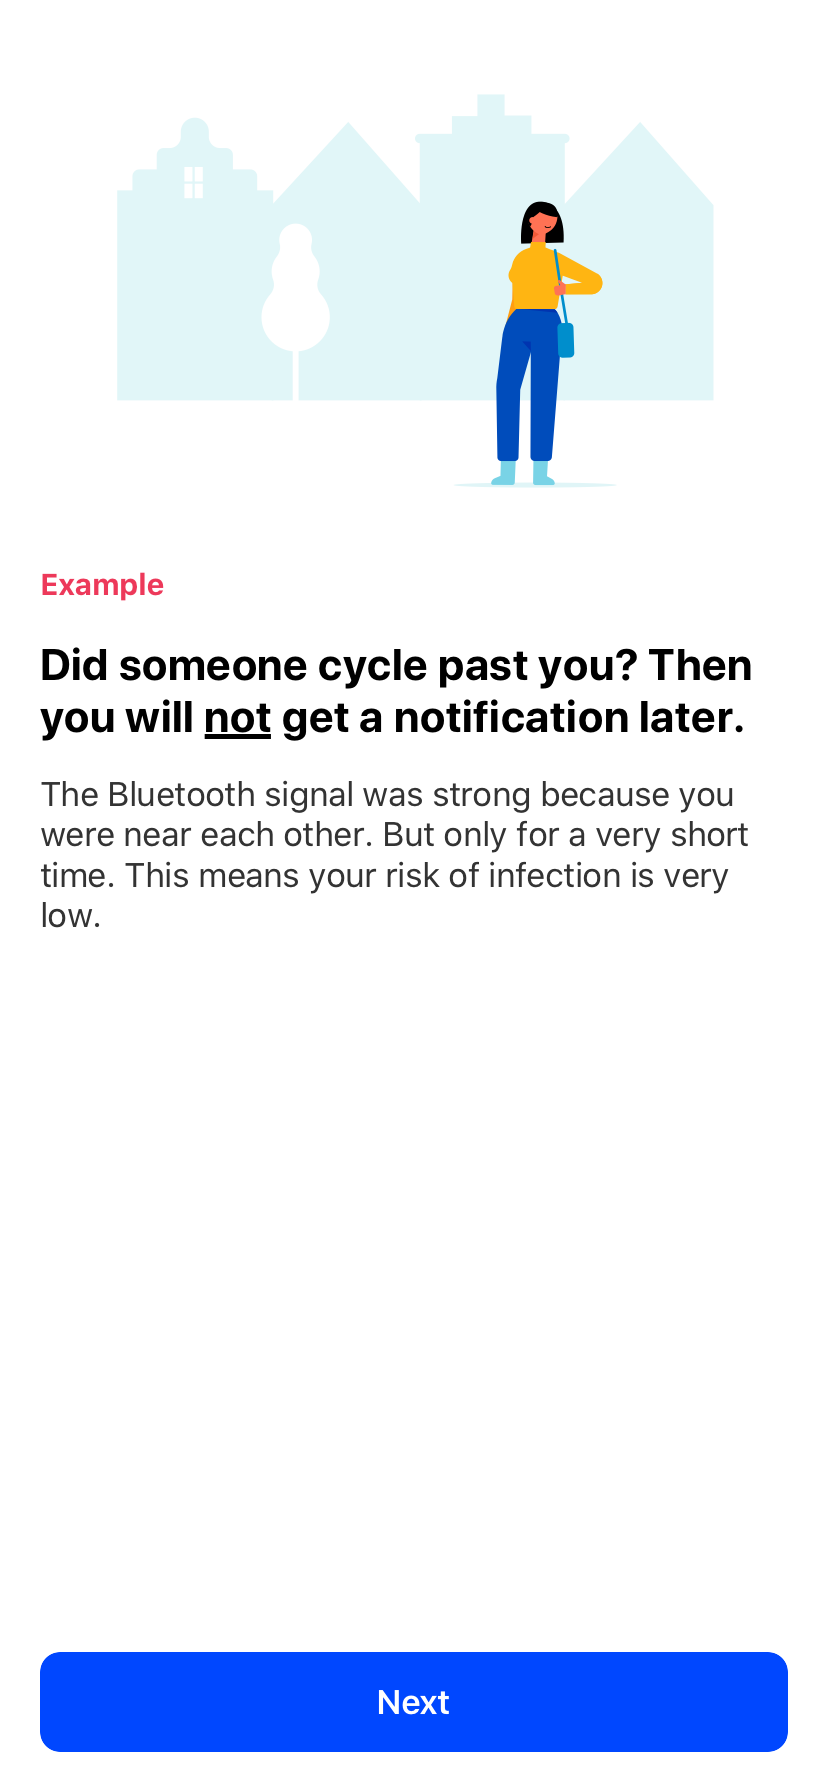 Example
Did someone cycle past you? Then
you will not get a notification later.
The Bluetooth signal was strong because you
were near each other. But only for a very short
time. This means your risk of infection is very
low.
Next